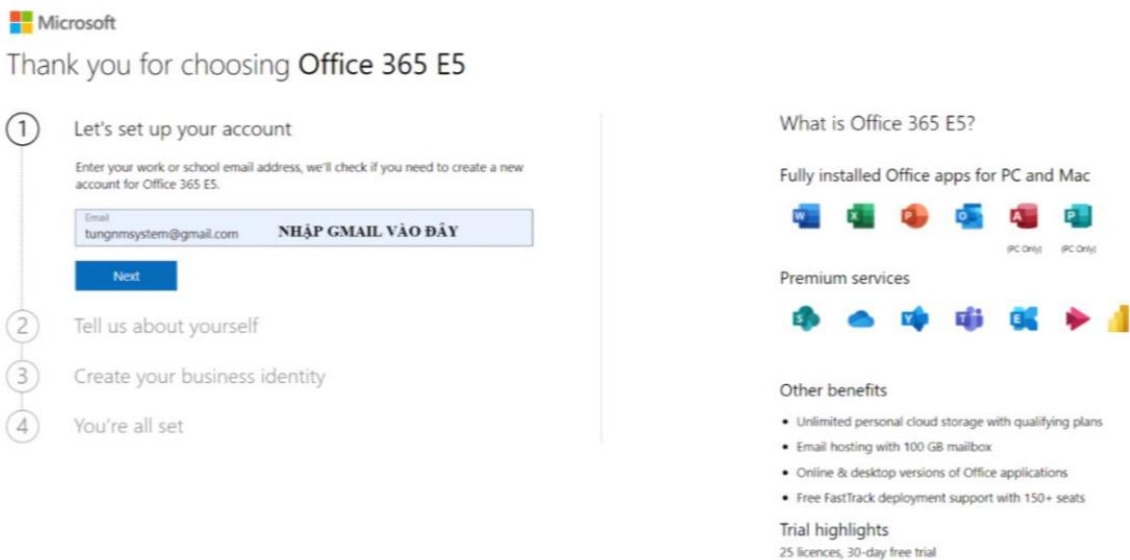 Microsoft
Thank you for choosing Office 365 E5
1 Let's set up your account
Enter your work or school email address, we'll check if you need to create a new
account for Office 365 E5.
Email
tungnmsystem@gmail.com NHẬP GMAIL VÀO ĐÂY
Next
2 Tell us about yourself
3 Create your business identity
4 You're all set
What is Office 365 E5?
Fully installed Office apps for PC and Mac
W X P O A P
(PC Only) (PC Only)
Premium services
S Y T E
Other benefits
• Unlimited personal cloud storage with qualifying plans
• Email hosting with 100 GB mailbox
• Online & desktop versions of Office applications
• Free FastTrack deployment support with 150+ seats
Trial highlights
25 licences, 30-day free trial